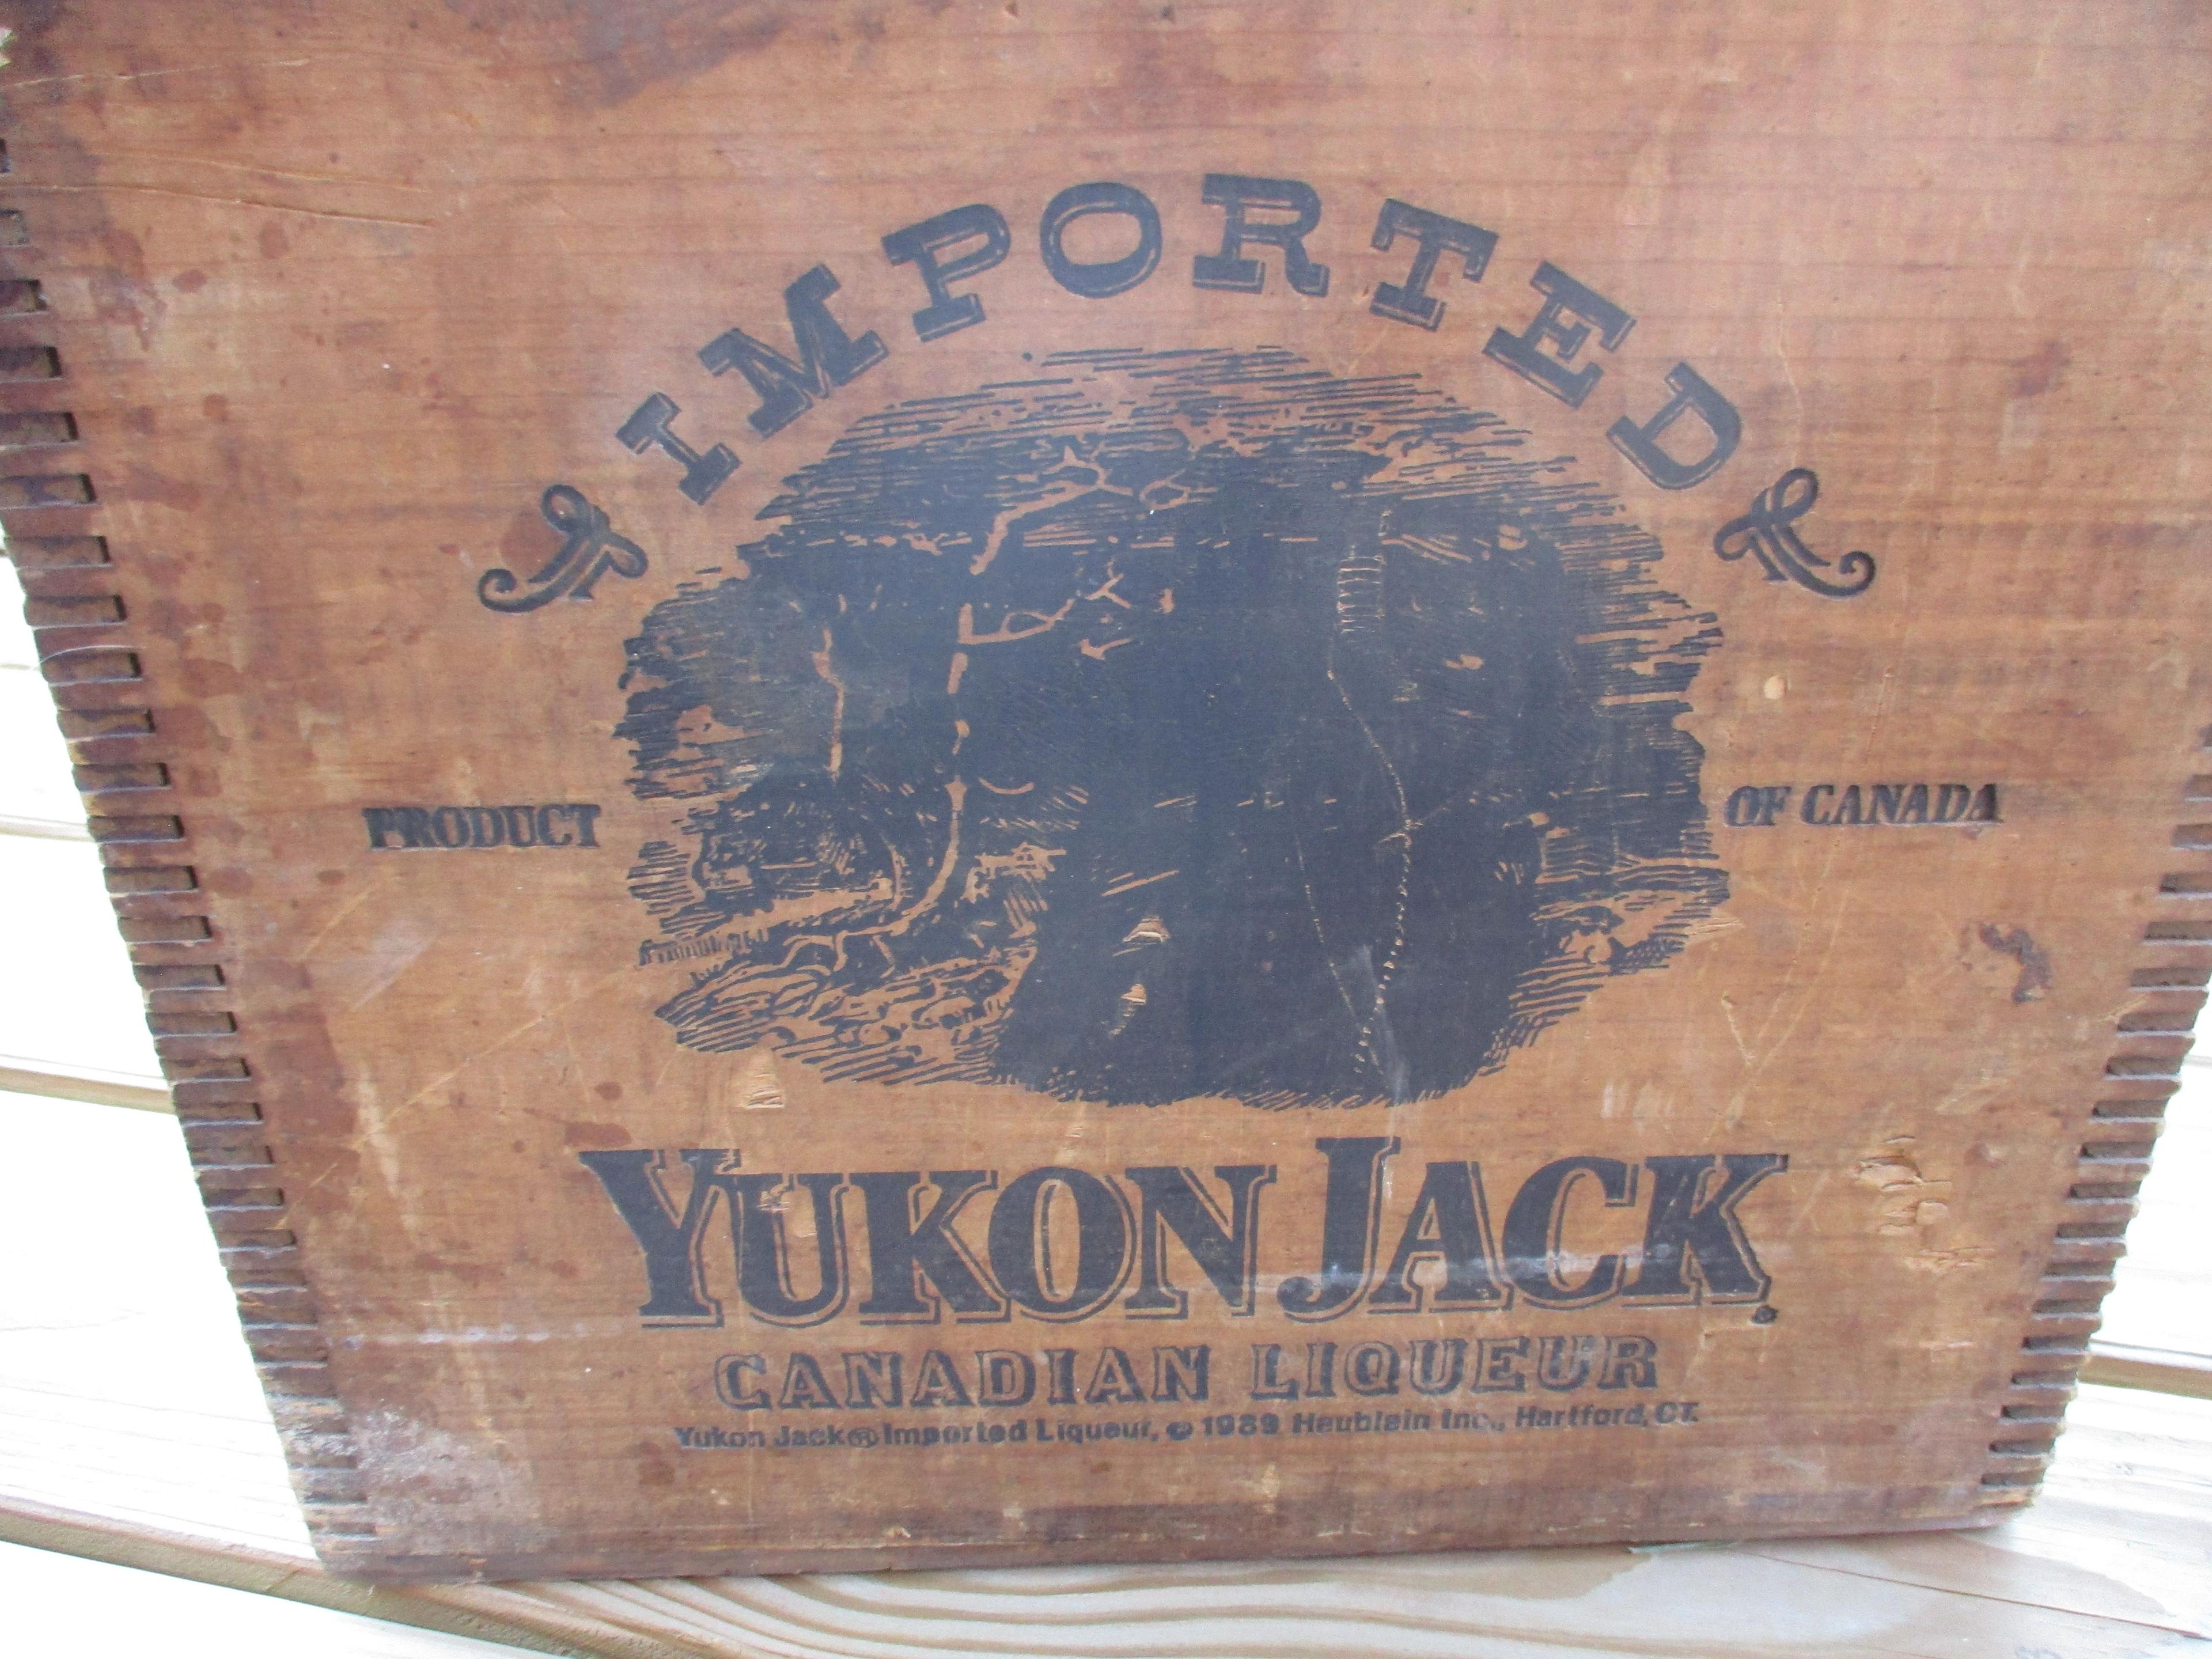 IMPORTED
PRODUCT OF CANADA
YUKON JACK®
CANADIAN LIQUEUR
Yukon Jack® Imported Liqueur, © 1989 Heublein Inc., Hartford, CT.